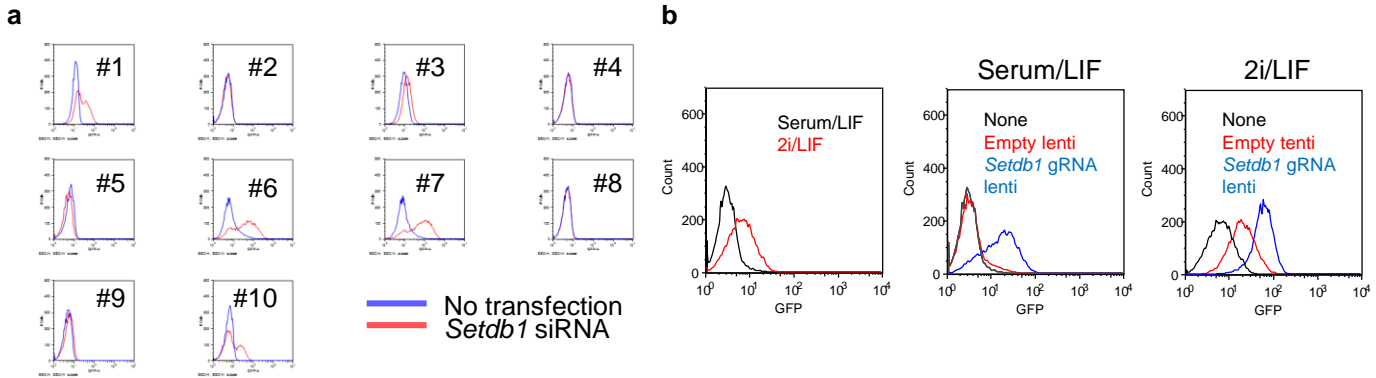 a
#1
#2
#3
#4
#5
#6
#7
#8
#9
#10
No transfection
Setdb1 siRNA
b
Serum/LIF
2i/LIF
600
400
200
0
Count
10^0 10^1 10^2 10^3 10^4
GFP
Serum/LIF
None
Empty lenti
Setdb1 gRNA
lenti
600
400
200
0
Count
10^0 10^1 10^2 10^3 10^4
GFP
2i/LIF
None
Empty tenti
Setdb1 gRNA
lenti
600
400
200
0
Count
10^0 10^1 10^2 10^3 10^4
GFP